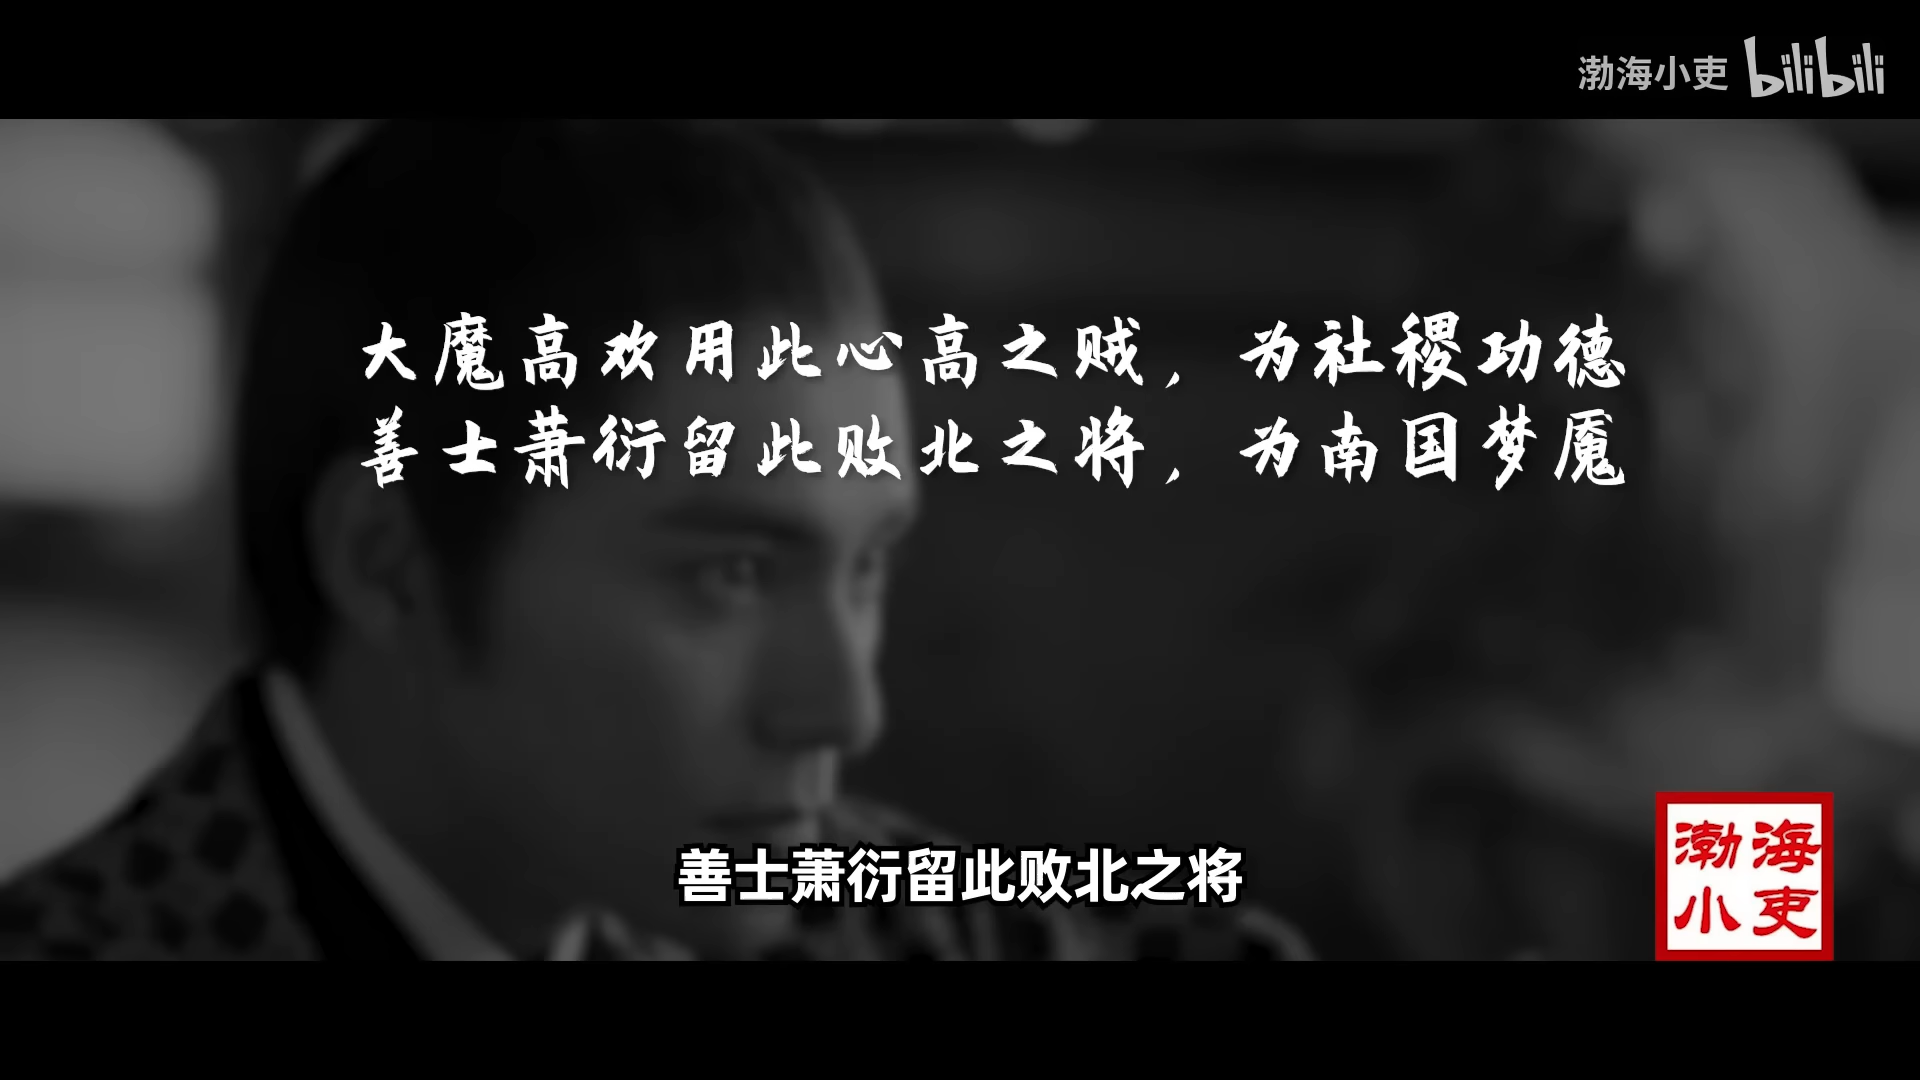 渤海小吏 bilibili
大魔高欢用此心高之贼，为社稷功德
善士萧衍留此败北之将，为南国梦魇
善士萧衍留此败北之将
渤海
小吏